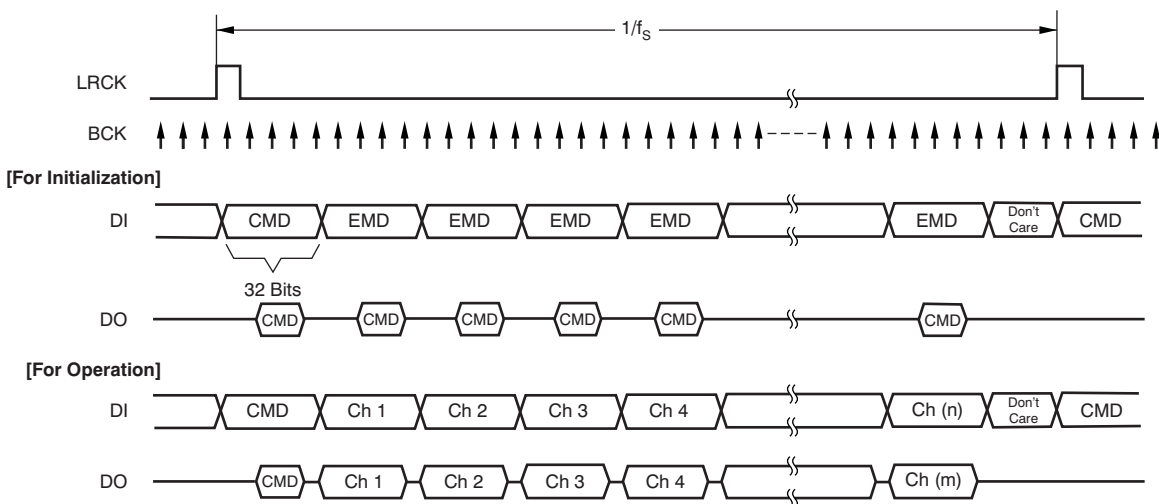 1/fS
LRCK
BCK
[For Initialization]
DI CMD EMD EMD EMD EMD EMD Don't Care CMD
32 Bits
DO CMD CMD CMD CMD CMD CMD
[For Operation]
DI CMD Ch 1 Ch 2 Ch 3 Ch 4 Ch (n) Don't Care CMD
DO CMD Ch 1 Ch 2 Ch 3 Ch 4 Ch (m)